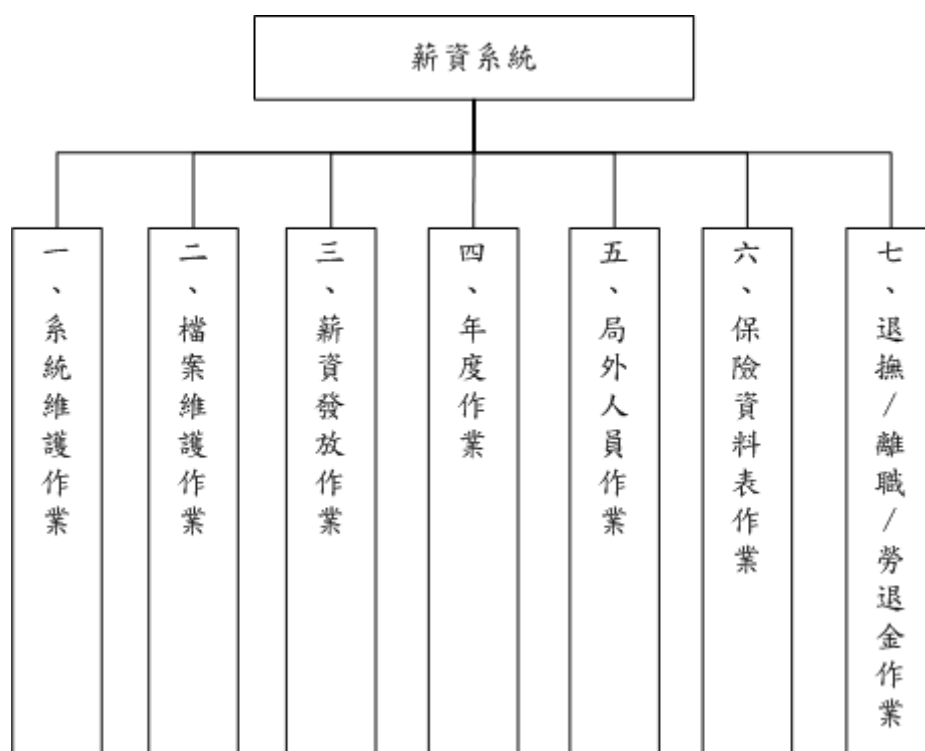 薪資系統
一、系統維護作業
二、檔案維護作業
三、薪資發放作業
四、年度作業
五、局外人員作業
六、保險資料表作業
七、退撫/離職/勞退金作業